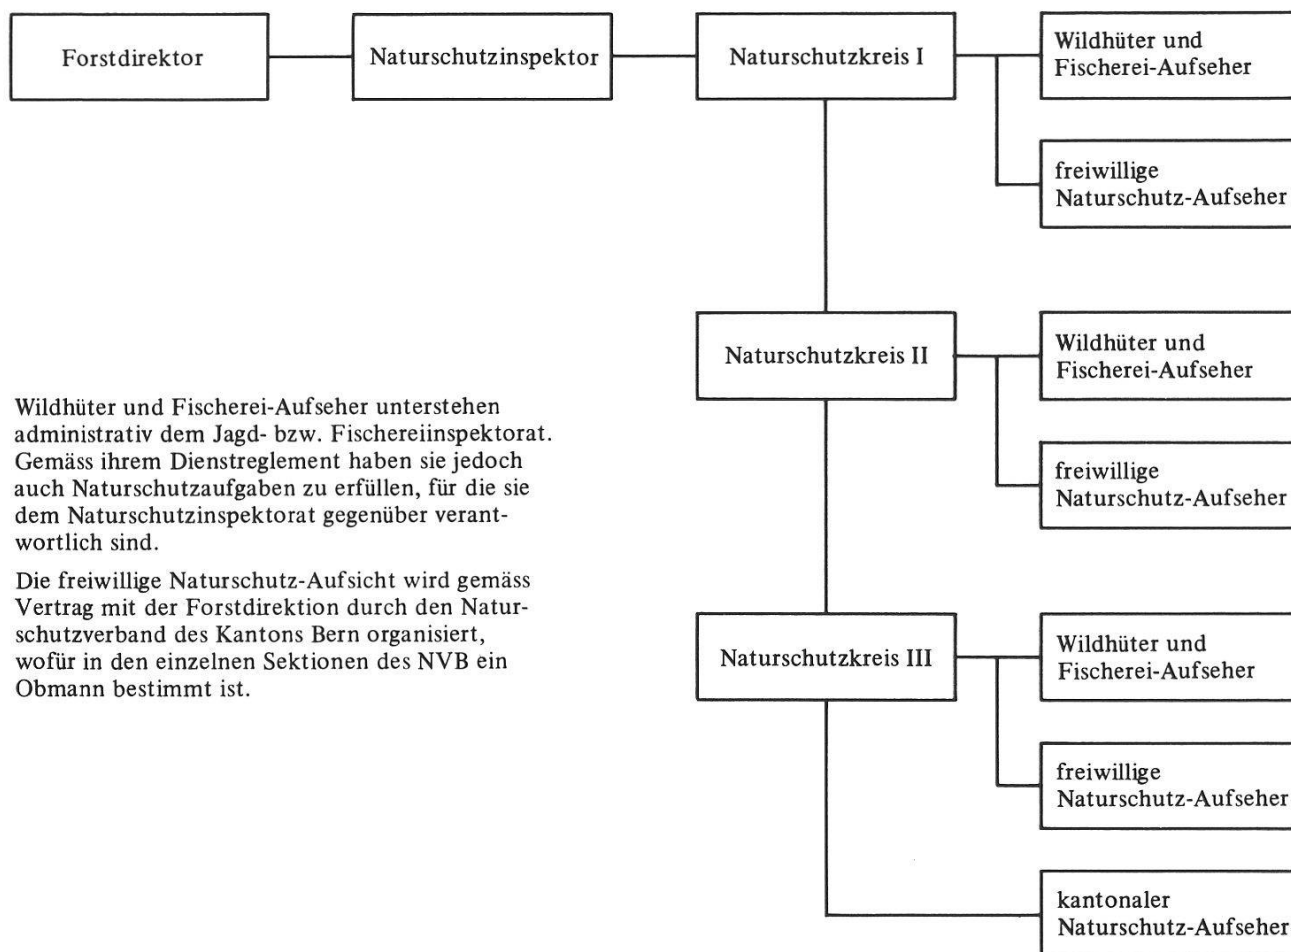 Forstdirektor
Naturschutzinspektor
Naturschutzkreis I
Wildhüter und
Fischerei-Aufseher
freiwillige
Naturschutz-Aufseher
Naturschutzkreis II
Wildhüter und
Fischerei-Aufseher
freiwillige
Naturschutz-Aufseher
Wildhüter und Fischerei-Aufseher unterstehen
administrativ dem Jagd- bzw. Fischereiinspektorat.
Gemäss ihrem Dienstreglement haben sie jedoch
auch Naturschutzaufgaben zu erfüllen, für die sie
dem Naturschutzinspektorat gegenüber verant-
wortlich sind.
Die freiwillige Naturschutz-Aufsicht wird gemäss
Vertrag mit der Forstdirektion durch den Natur-
schutzverband des Kantons Bern organisiert,
wofür in den einzelnen Sektionen des NVB ein
Obmann bestimmt ist.
Naturschutzkreis III
Wildhüter und
Fischerei-Aufseher
freiwillige
Naturschutz-Aufseher
kantonaler
Naturschutz-Aufseher